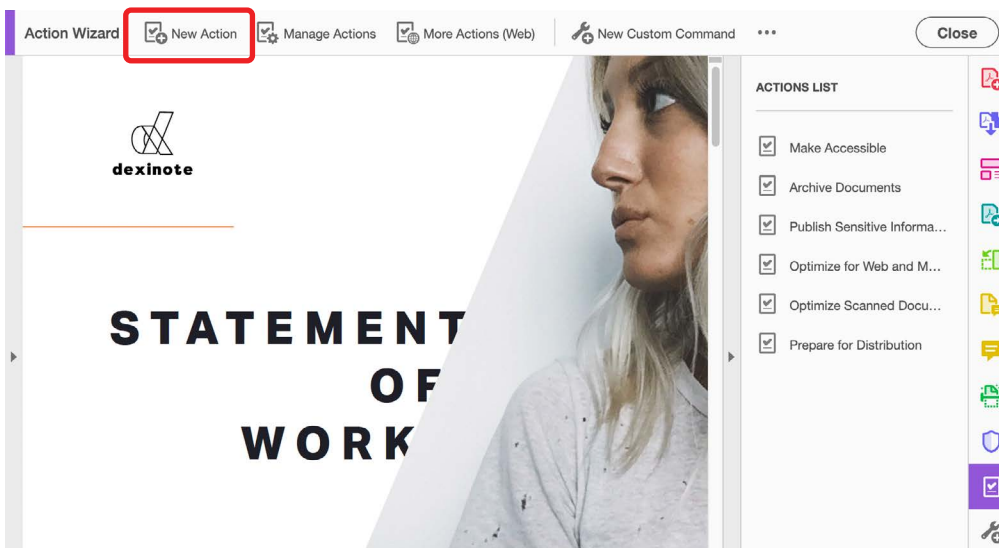 Action Wizard New Action Manage Actions More Actions (Web) New Custom Command ••• Close
dexinote
STATEMENT
OF
WORK
ACTIONS LIST
Make Accessible
Archive Documents
Publish Sensitive Informa...
Optimize for Web and M...
Optimize Scanned Docu...
Prepare for Distribution